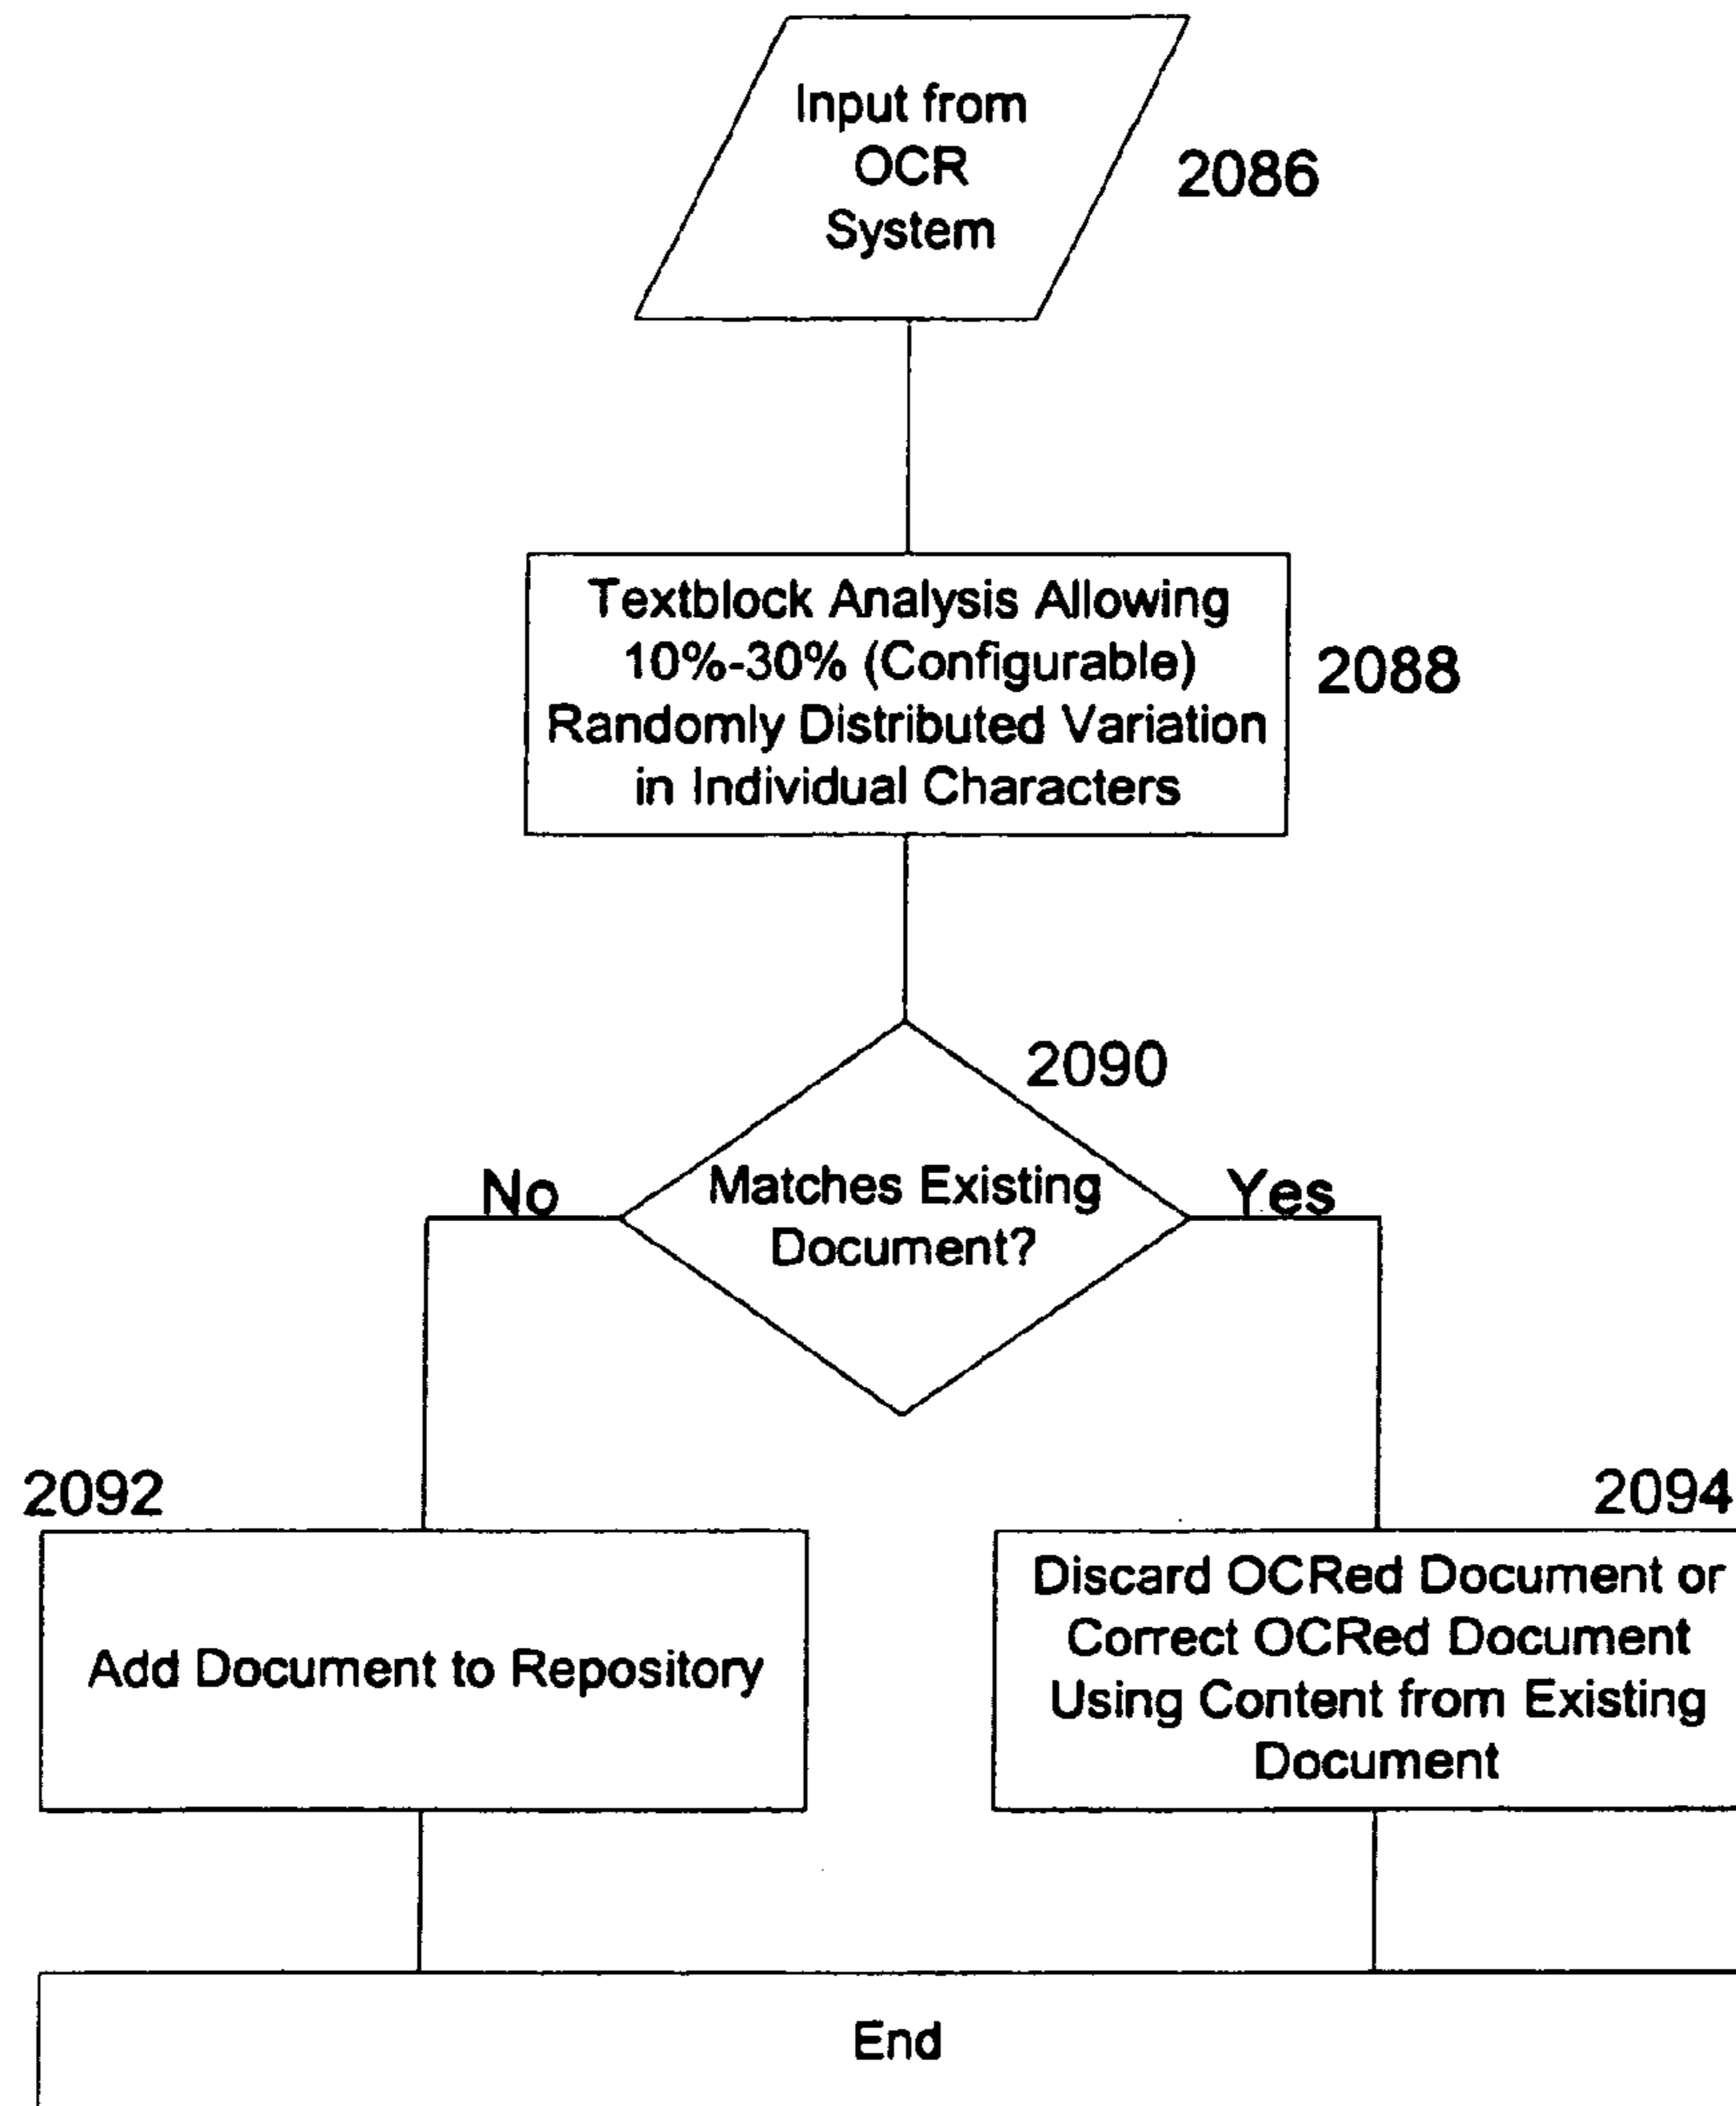 Input from
OCR
System
2086
Textblock Analysis Allowing
10%-30% (Configurable)
Randomly Distributed Variation
in Individual Characters
2088
2090
Matches Existing
Document?
No
Yes
2092
Add Document to Repository
2094
Discard OCRed Document or
Correct OCRed Document
Using Content from Existing
Document
End